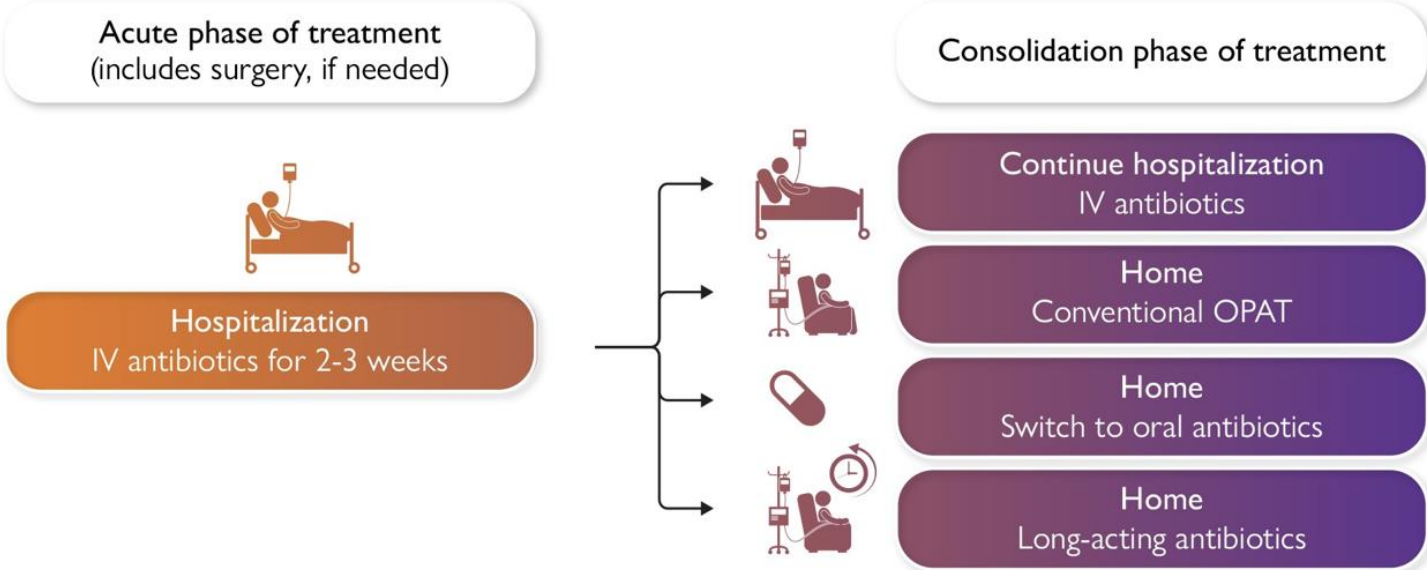 Acute phase of treatment
(includes surgery, if needed)
Hospitalization
IV antibiotics for 2-3 weeks
Consolidation phase of treatment
Continue hospitalization
IV antibiotics
Home
Conventional OPAT
Home
Switch to oral antibiotics
Home
Long-acting antibiotics